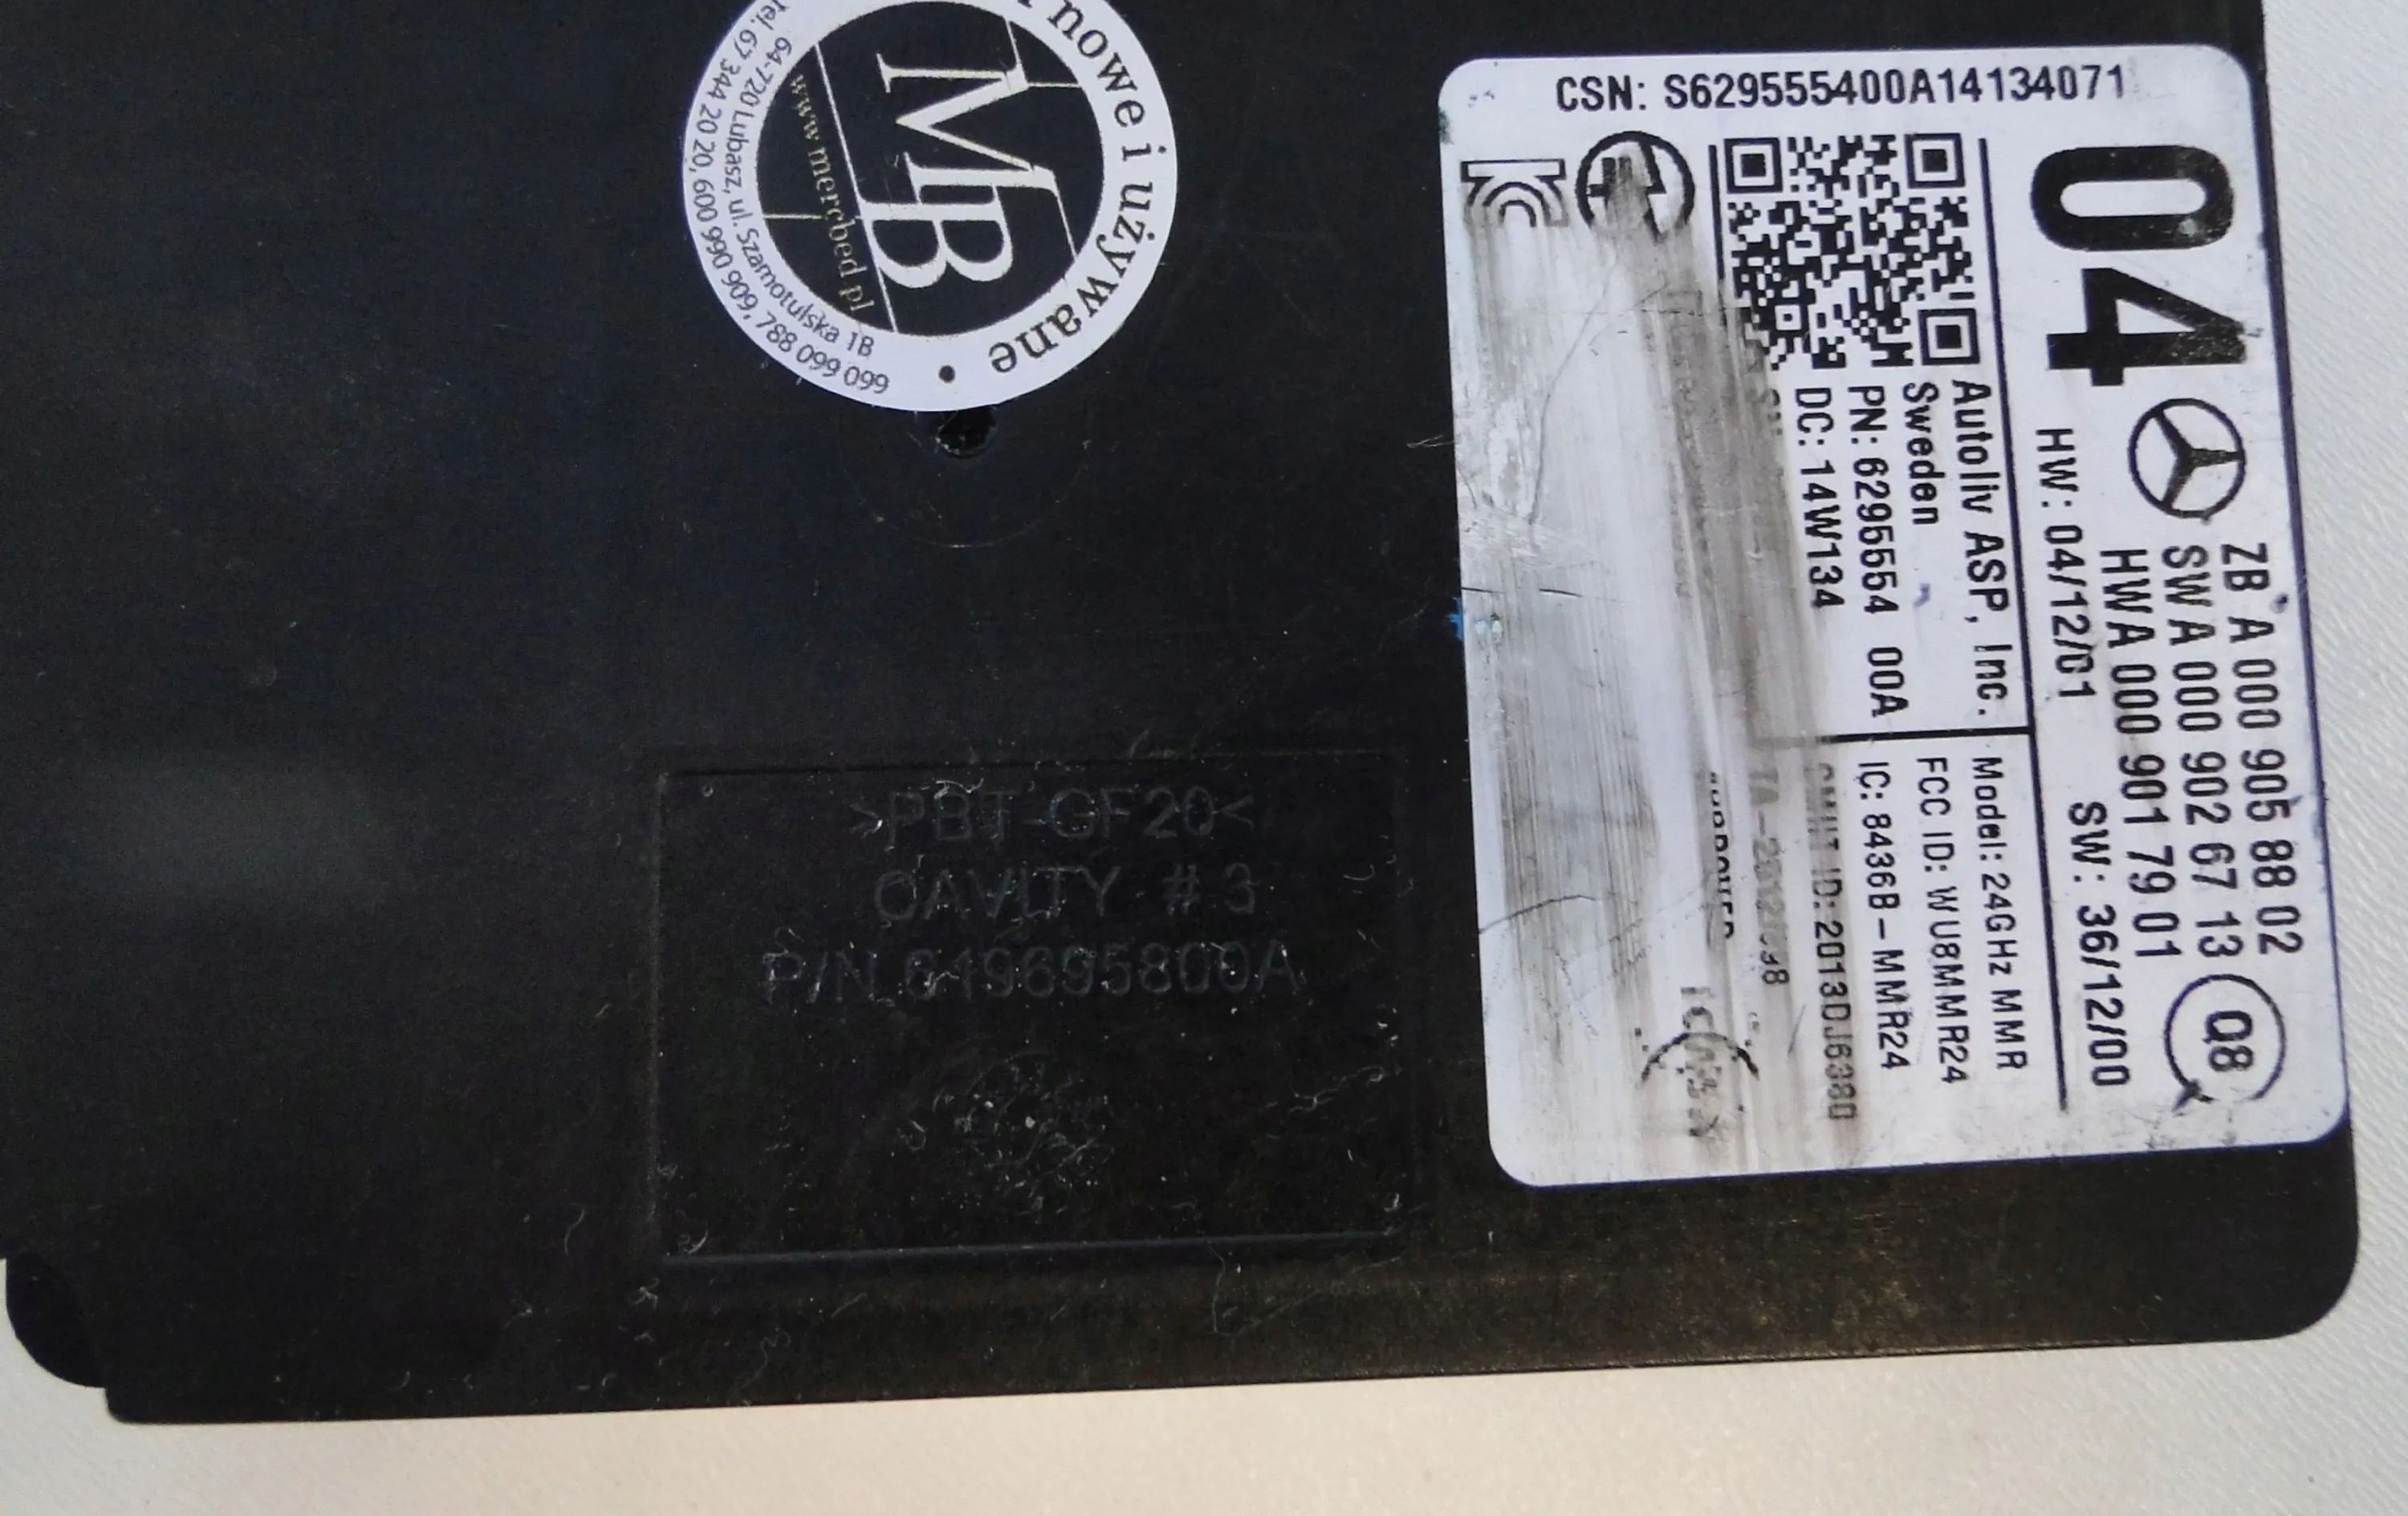 nowe i używane
MB
www.mercbed.pl
64-720 Lubasz, ul. Szamotulska 1B
tel. 67 344 20 20, 600 990 909, 788 099 099
CSN: S629555400A14134071
04
ZB A 000 905 88 02
SW A 000 902 67 13
HW A 000 901 79 01
Q8
HW: 04/12/01 SW: 36/12/00
Autoliv ASP, Inc.
Sweden
PN: 6295554 00A
DC: 14W134
Model: 24GHz MMR
FCC ID: WU8MMR24
IC: 8436B-MMR24
ID: 2013DJ6380
>PBT-GF20<
CAVITY #3
P/N 619695800A